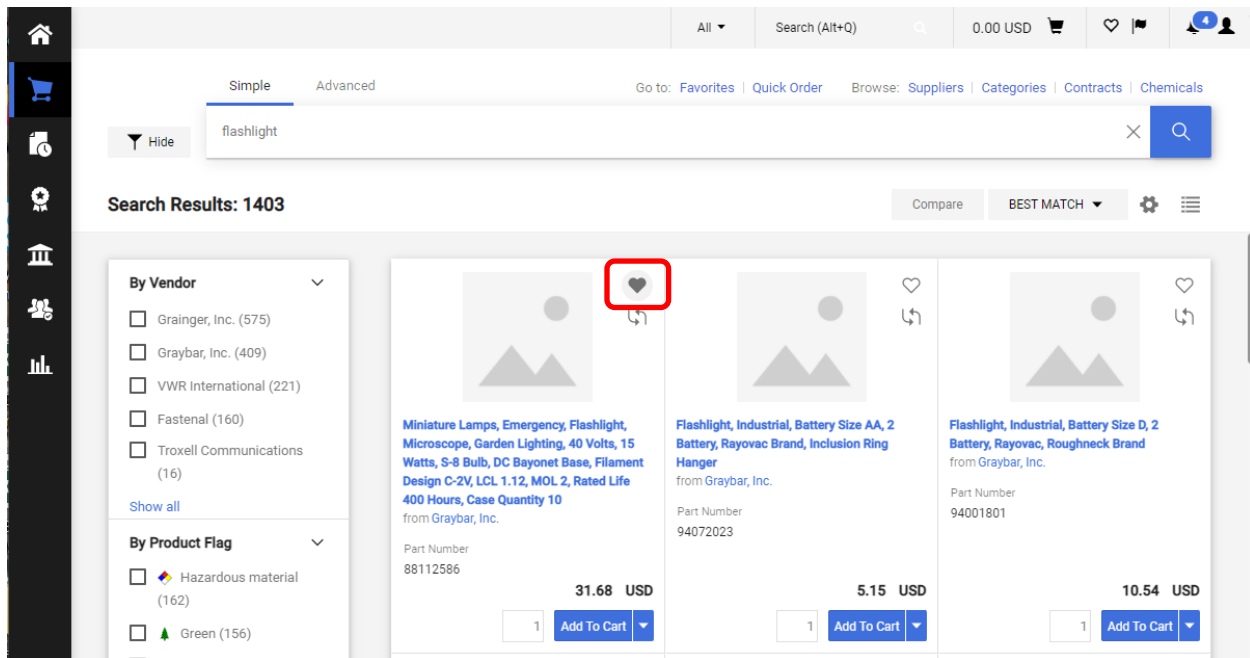 All
Search (Alt+Q)
0.00 USD
4
Simple
Advanced
Go to: Favorites | Quick Order
Browse: Suppliers | Categories | Contracts | Chemicals
Hide
flashlight
Search Results: 1403
Compare
BEST MATCH
By Vendor
Grainger, Inc. (575)
Graybar, Inc. (409)
VWR International (221)
Fastenal (160)
Troxell Communications
(16)
Show all
By Product Flag
Hazardous material
(162)
Green (156)
Miniature Lamps, Emergency, Flashlight,
Microscope, Garden Lighting, 40 Volts, 15
Watts, S-8 Bulb, DC Bayonet Base, Filament
Design C-2V, LCL 1.12, MOL 2, Rated Life
400 Hours, Case Quantity 10
from Graybar, Inc.
Part Number
88112586
31.68 USD
1
Add To Cart
Flashlight, Industrial, Battery Size AA, 2
Battery, Rayovac Brand, Inclusion Ring
Hanger
from Graybar, Inc.
Part Number
94072023
5.15 USD
1
Add To Cart
Flashlight, Industrial, Battery Size D, 2
Battery, Rayovac, Roughneck Brand
from Graybar, Inc.
Part Number
94001801
10.54 USD
1
Add To Cart